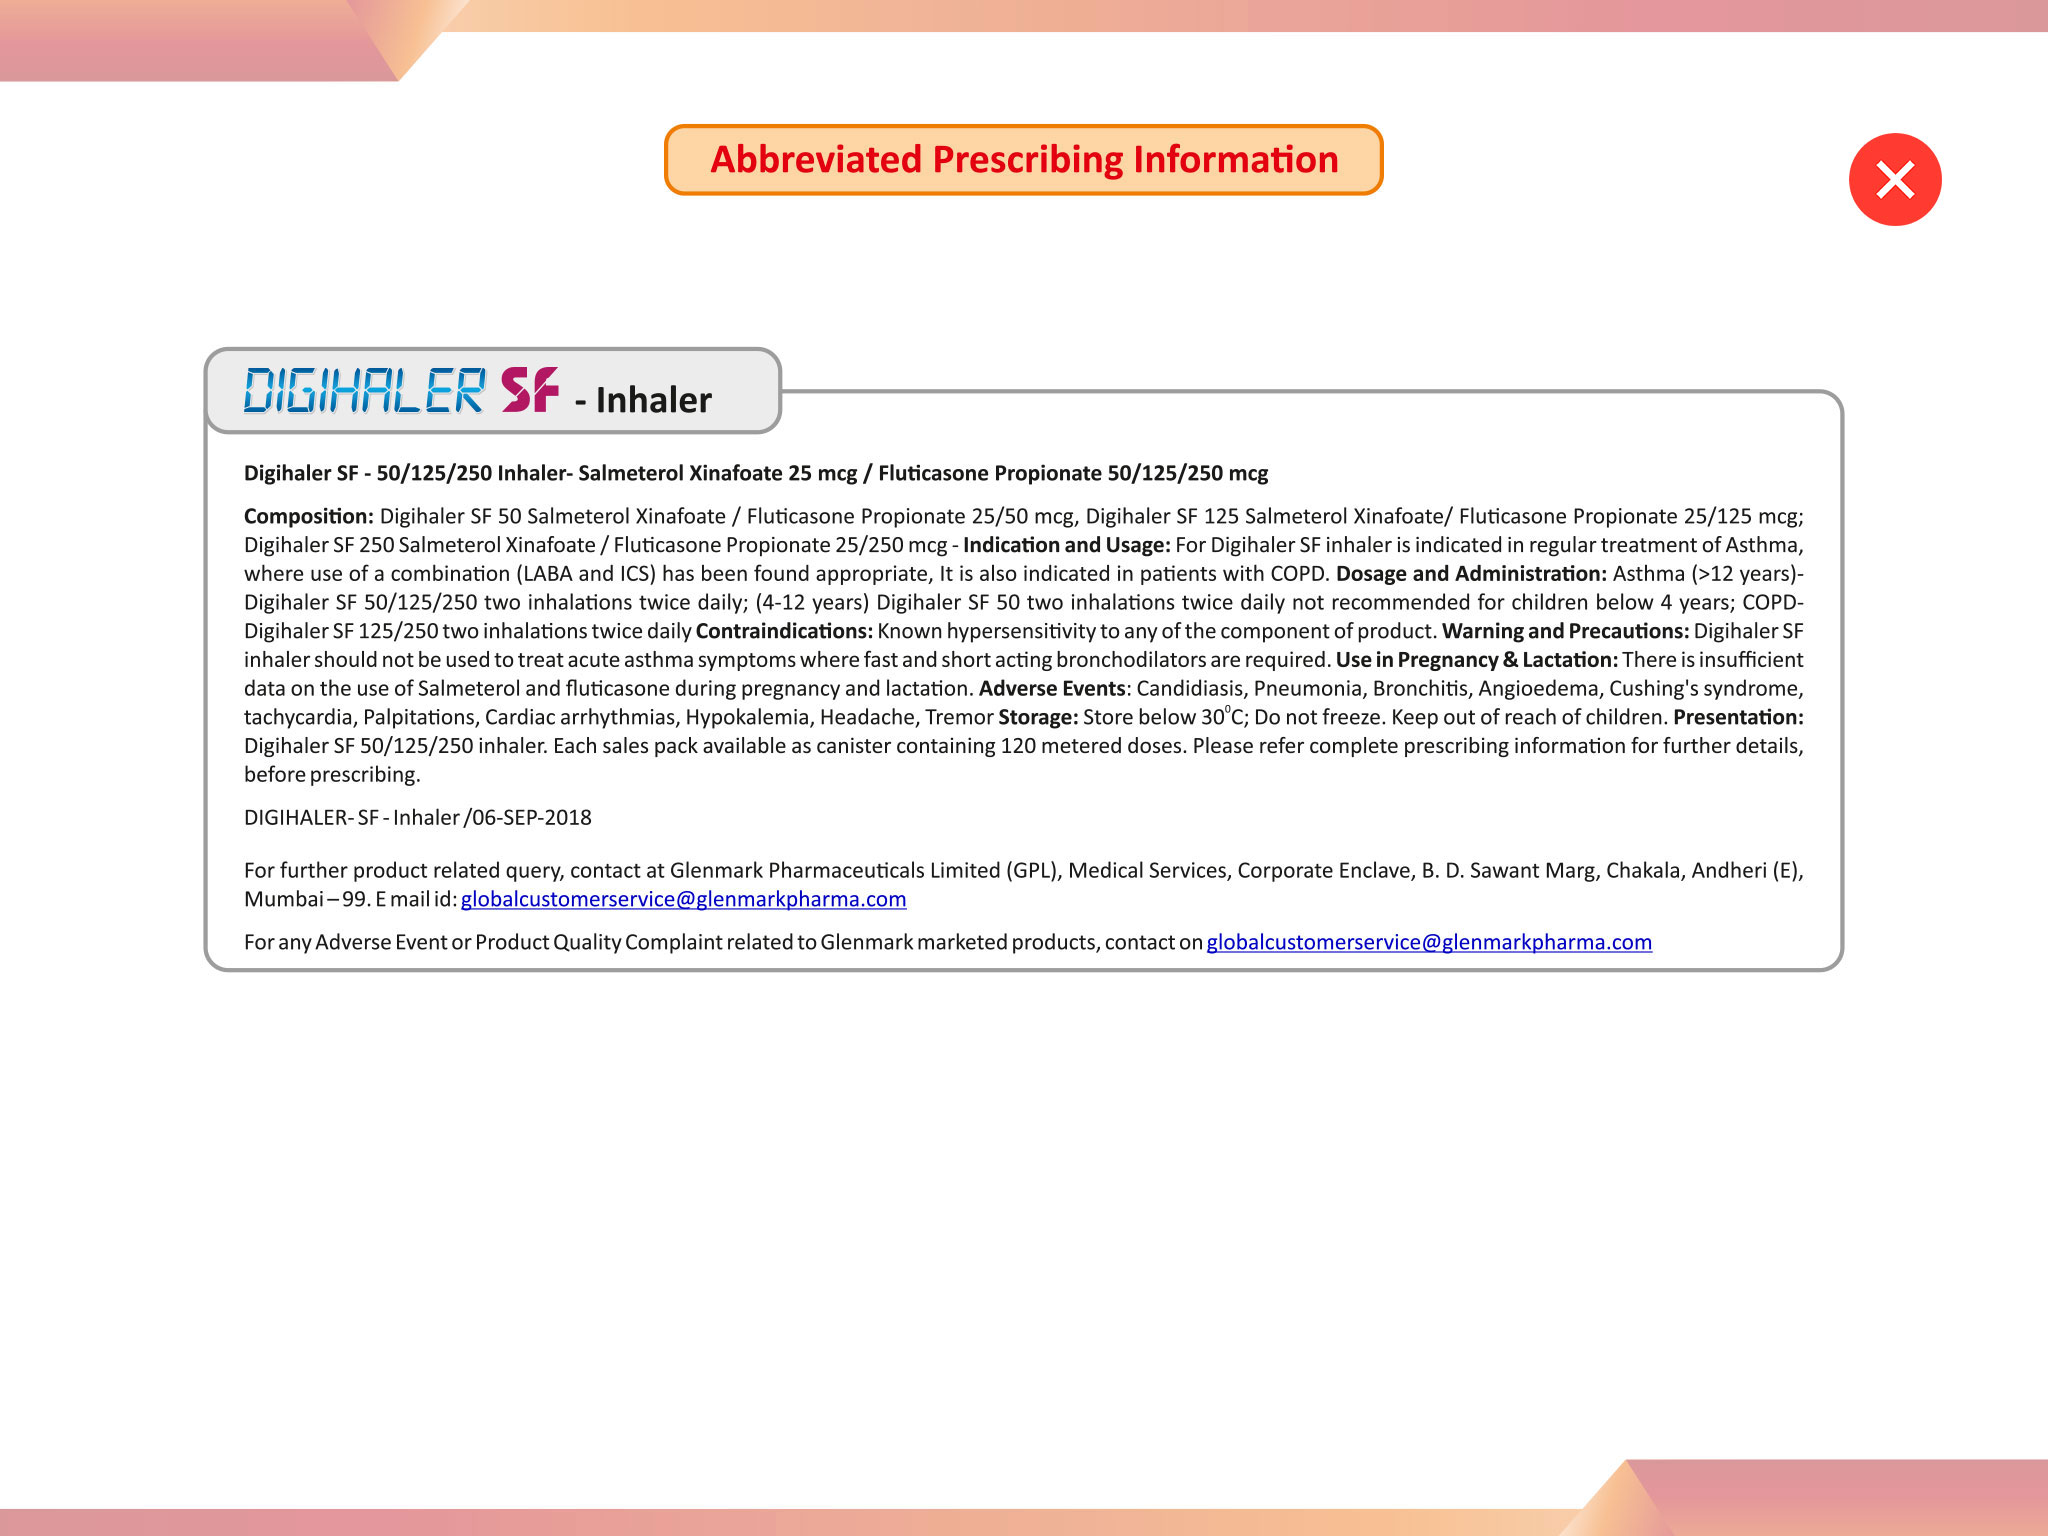 Abbreviated Prescribing Information
DIGIHALER SF - Inhaler
Digihaler SF - 50/125/250 Inhaler- Salmeterol Xinafoate 25 mcg / Fluticasone Propionate 50/125/250 mcg
Composition: Digihaler SF 50 Salmeterol Xinafoate / Fluticasone Propionate 25/50 mcg, Digihaler SF 125 Salmeterol Xinafoate/ Fluticasone Propionate 25/125 mcg;
Digihaler SF 250 Salmeterol Xinafoate / Fluticasone Propionate 25/250 mcg - Indication and Usage: For Digihaler SF inhaler is indicated in regular treatment of Asthma,
where use of a combination (LABA and ICS) has been found appropriate, It is also indicated in patients with COPD. Dosage and Administration: Asthma (>12 years)-
Digihaler SF 50/125/250 two inhalations twice daily; (4-12 years) Digihaler SF 50 two inhalations twice daily not recommended for children below 4 years; COPD-
Digihaler SF 125/250 two inhalations twice daily Contraindications: Known hypersensitivity to any of the component of product. Warning and Precautions: Digihaler SF
inhaler should not be used to treat acute asthma symptoms where fast and short acting bronchodilators are required. Use in Pregnancy & Lactation: There is insufficient
data on the use of Salmeterol and fluticasone during pregnancy and lactation. Adverse Events: Candidiasis, Pneumonia, Bronchitis, Angioedema, Cushing's syndrome,
tachycardia, Palpitations, Cardiac arrhythmias, Hypokalemia, Headache, Tremor Storage: Store below 30⁰C; Do not freeze. Keep out of reach of children. Presentation:
Digihaler SF 50/125/250 inhaler. Each sales pack available as canister containing 120 metered doses. Please refer complete prescribing information for further details,
before prescribing.
DIGIHALER- SF - Inhaler /06-SEP-2018
For further product related query, contact at Glenmark Pharmaceuticals Limited (GPL), Medical Services, Corporate Enclave, B. D. Sawant Marg, Chakala, Andheri (E),
Mumbai – 99. E mail id: globalcustomerservice@glenmarkpharma.com
For any Adverse Event or Product Quality Complaint related to Glenmark marketed products, contact on globalcustomerservice@glenmarkpharma.com